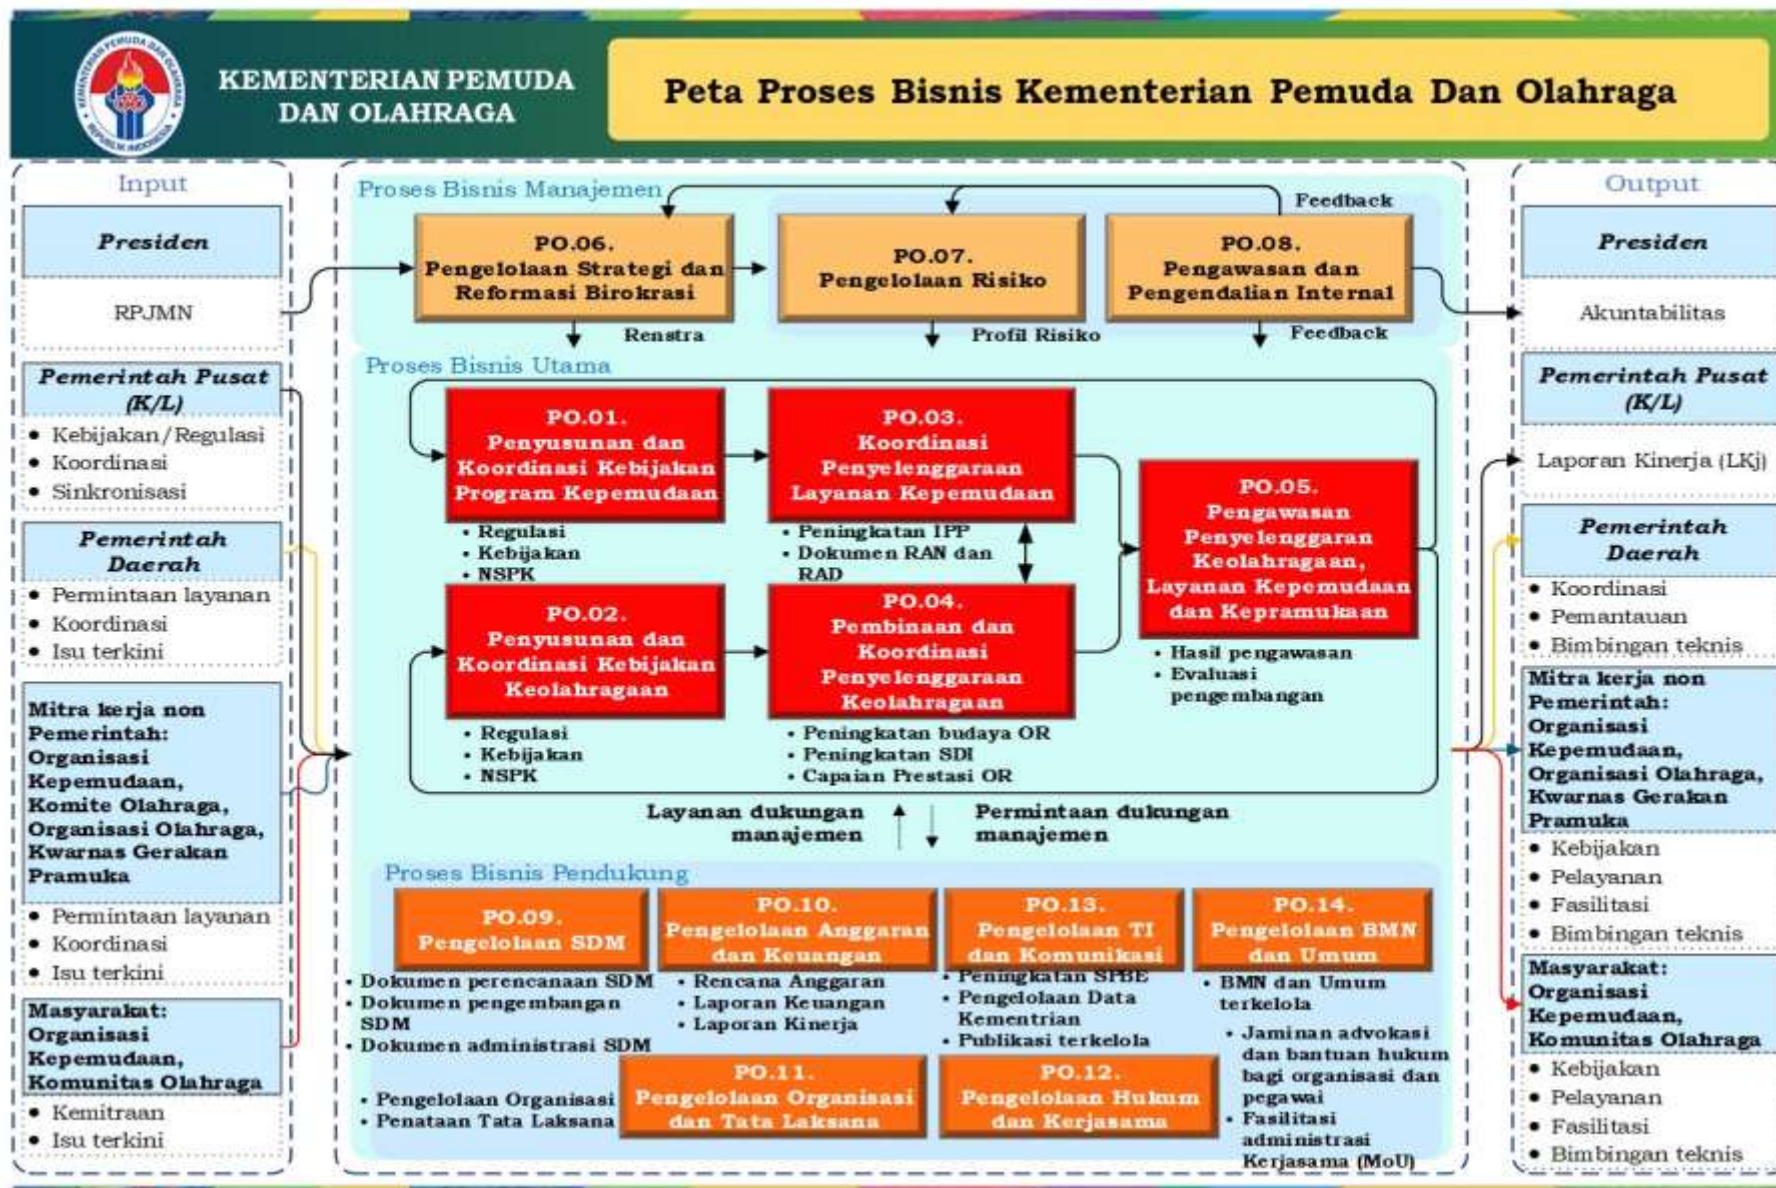 KEMENTERIAN PEMUDA DAN OLAHRAGA
REPUBLIK INDONESIA
KEMENTERIAN PEMUDA
DAN OLAHRAGA
Peta Proses Bisnis Kementerian Pemuda Dan Olahraga
Input
Presiden
RPJMN
Pemerintah Pusat
(K/L)
• Kebijakan/Regulasi
• Koordinasi
• Sinkronisasi
Pemerintah
Daerah
• Permintaan layanan
• Koordinasi
• Isu terkini
Mitra kerja non
Pemerintah:
Organisasi
Kepemudaan,
Komite Olahraga,
Organisasi Olahraga,
Kwarnas Gerakan
Pramuka
• Permintaan layanan
• Koordinasi
• Isu terkini
Masyarakat:
Organisasi
Kepemudaan,
Komunitas Olahraga
• Kemitraan
• Isu terkini
Proses Bisnis Manajemen
Feedback
PO.06.
Pengelolaan Strategi dan
Reformasi Birokrasi
PO.07.
Pengelolaan Risiko
PO.08.
Pengawasan dan
Pengendalian Internal
Renstra
Profil Risiko
Feedback
Proses Bisnis Utama
PO.01.
Penyusunan dan
Koordinasi Kebijakan
Program Kepemudaan
• Regulasi
• Kebijakan
• NSPK
PO.03.
Koordinasi
Penyelenggaraan
Layanan Kepemudaan
• Peningkatan IPP
• Dokumen RAN dan
RAD
PO.02.
Penyusunan dan
Koordinasi Kebijakan
Keolahragaan
• Regulasi
• Kebijakan
• NSPK
PO.04.
Pembinaan dan
Koordinasi
Penyelenggaraan
Keolahragaan
• Peningkatan budaya OR
• Peningkatan SDI
• Capaian Prestasi OR
PO.05.
Pengawasan
Penyelenggaran
Keolahragaan,
Layanan Kepemudaan
dan Kepramukaan
• Hasil pengawasan
• Evaluasi
pengembangan
Layanan dukungan
manajemen
Permintaan dukungan
manajemen
Proses Bisnis Pendukung
PO.09.
Pengelolaan SDM
• Dokumen perencanaan SDM
• Dokumen pengembangan
SDM
• Dokumen administrasi SDM
PO.10.
Pengelolaan Anggaran
dan Keuangan
• Rencana Anggaran
• Laporan Keuangan
• Laporan Kinerja
PO.13.
Pengelolaan TI
dan Komunikasi
• Peningkatan SPBE
• Pengelolaan Data
Kementrian
• Publikasi terkelola
PO.14.
Pengelolaan BMN
dan Umum
• BMN dan Umum
terkelola
• Pengelolaan Organisasi
• Penataan Tata Laksana
PO.11.
Pengelolaan Organisasi
dan Tata Laksana
PO.12.
Pengelolaan Hukum
dan Kerjasama
• Jaminan advokasi
dan bantuan hukum
bagi organisasi dan
pegawai
• Fasilitasi
administrasi
Kerjasama (MoU)
Output
Presiden
Akuntabilitas
Pemerintah Pusat
(K/L)
Laporan Kinerja (LKj)
Pemerintah
Daerah
• Koordinasi
• Pemantauan
• Bimbingan teknis
Mitra kerja non
Pemerintah:
Organisasi
Kepemudaan,
Organisasi Olahraga,
Kwarnas Gerakan
Pramuka
• Kebijakan
• Pelayanan
• Fasilitasi
• Bimbingan teknis
Masyarakat:
Organisasi
Kepemudaan,
Komunitas Olahraga
• Kebijakan
• Pelayanan
• Fasilitasi
• Bimbingan teknis